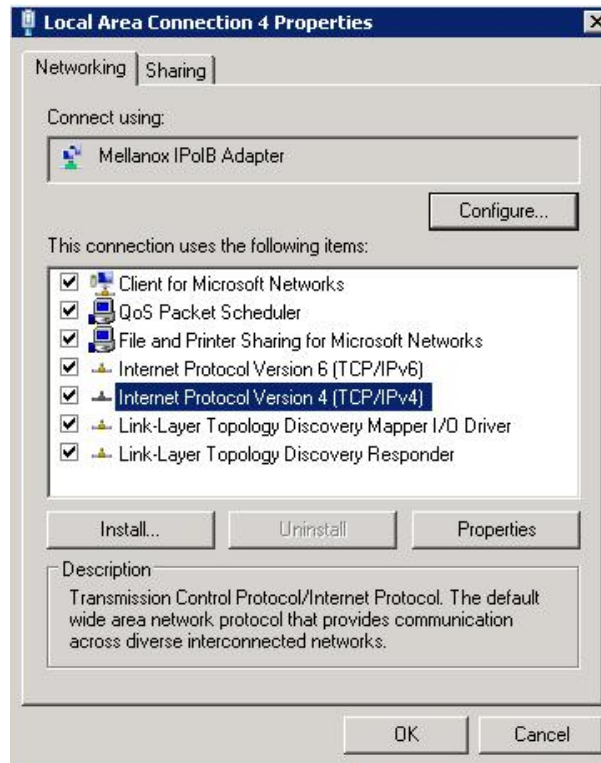 Local Area Connection 4 Properties
Networking
Sharing
Connect using:
Mellanox IPoIB Adapter
Configure...
This connection uses the following items:
Client for Microsoft Networks
QoS Packet Scheduler
File and Printer Sharing for Microsoft Networks
Internet Protocol Version 6 (TCP/IPv6)
Internet Protocol Version 4 (TCP/IPv4)
Link-Layer Topology Discovery Mapper I/O Driver
Link-Layer Topology Discovery Responder
Install...
Uninstall
Properties
Description
Transmission Control Protocol/Internet Protocol. The default
wide area network protocol that provides communication
across diverse interconnected networks.
OK
Cancel